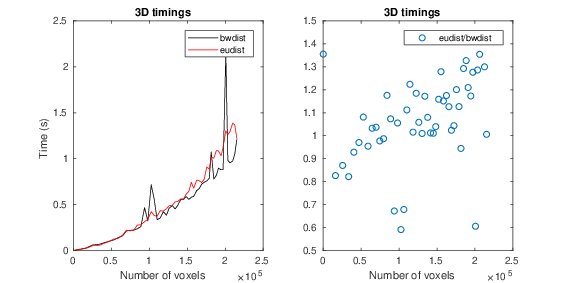 3D timings
bwdist
eudist
2.5
2
1.5
1
0.5
0
Time (s)
0 0.5 1 1.5 2 2.5
Number of voxels ×10 5
3D timings
eudist/bwdist
1.5
1.4
1.3
1.2
1.1
1
0.9
0.8
0.7
0.6
0.5
0 0.5 1 1.5 2 2.5
Number of voxels ×10 5